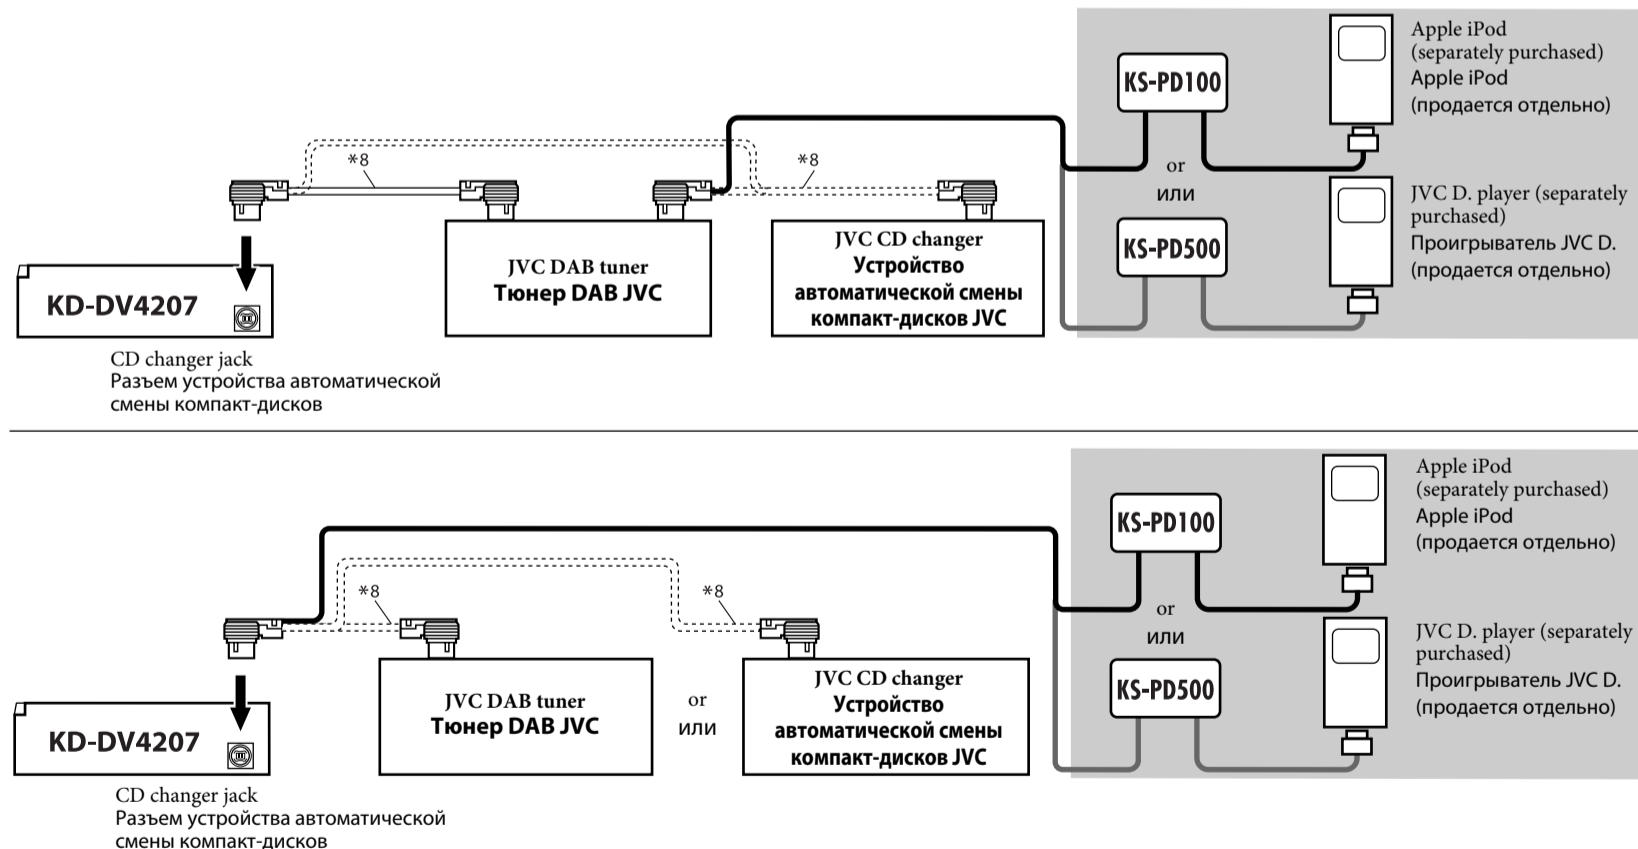 Apple iPod
(separately purchased)
Apple iPod
(продается отдельно)
KS-PD100
*8
*8
or
или
JVC D. player (separately
purchased)
Проигрыватель JVC D.
(продается отдельно)
KS-PD500
JVC DAB tuner
Тюнер DAB JVC
JVC CD changer
Устройство
автоматической смены
компакт-дисков JVC
KD-DV4207
CD changer jack
Разъем устройства автоматической
смены компакт-дисков
Apple iPod
(separately purchased)
Apple iPod
(продается отдельно)
KS-PD100
*8
*8
or
или
JVC D. player (separately
purchased)
Проигрыватель JVC D.
(продается отдельно)
KS-PD500
JVC DAB tuner
Тюнер DAB JVC
or
или
JVC CD changer
Устройство
автоматической смены
компакт-дисков JVC
KD-DV4207
CD changer jack
Разъем устройства автоматической
смены компакт-дисков